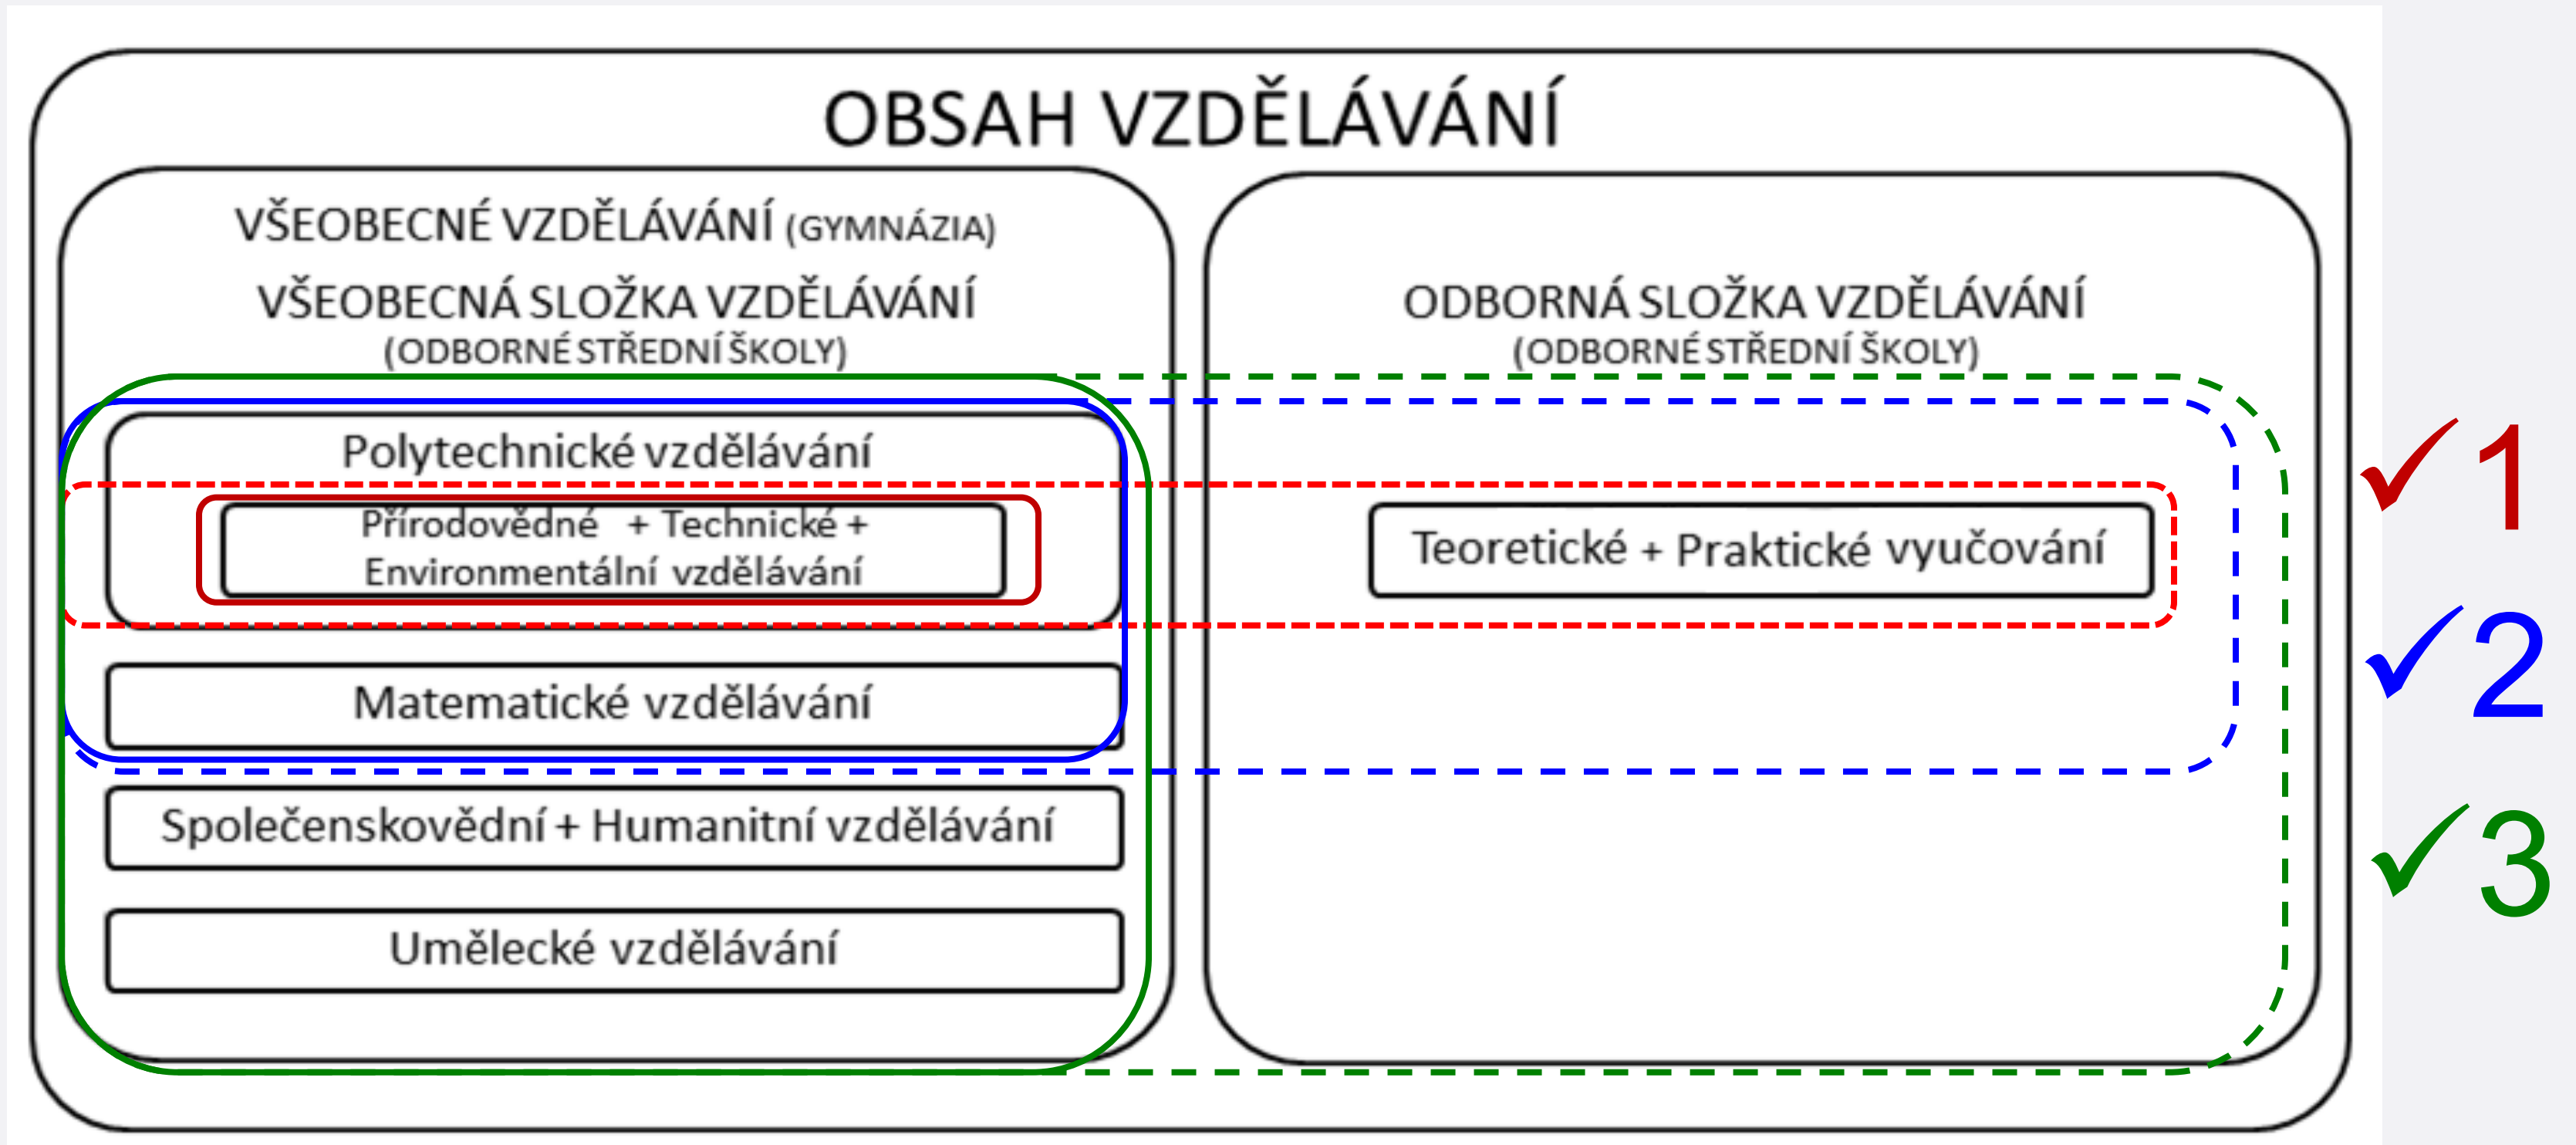 OBSAH VZDĚLÁVÁNÍ
VŠEOBECNÉ VZDĚLÁVÁNÍ (GYMNÁZIA)
VŠEOBECNÁ SLOŽKA VZDĚLÁVÁNÍ
(ODBORNÉ STŘEDNÍ ŠKOLY)
Polytechnické vzdělávání
Přírodovědné + Technické +
Environmentální vzdělávání
Matematické vzdělávání
Společenskovědní + Humanitní vzdělávání
Umělecké vzdělávání
ODBORNÁ SLOŽKA VZDĚLÁVÁNÍ
(ODBORNÉ STŘEDNÍ ŠKOLY)
Teoretické + Praktické vyučování
✓1
✓2
✓3